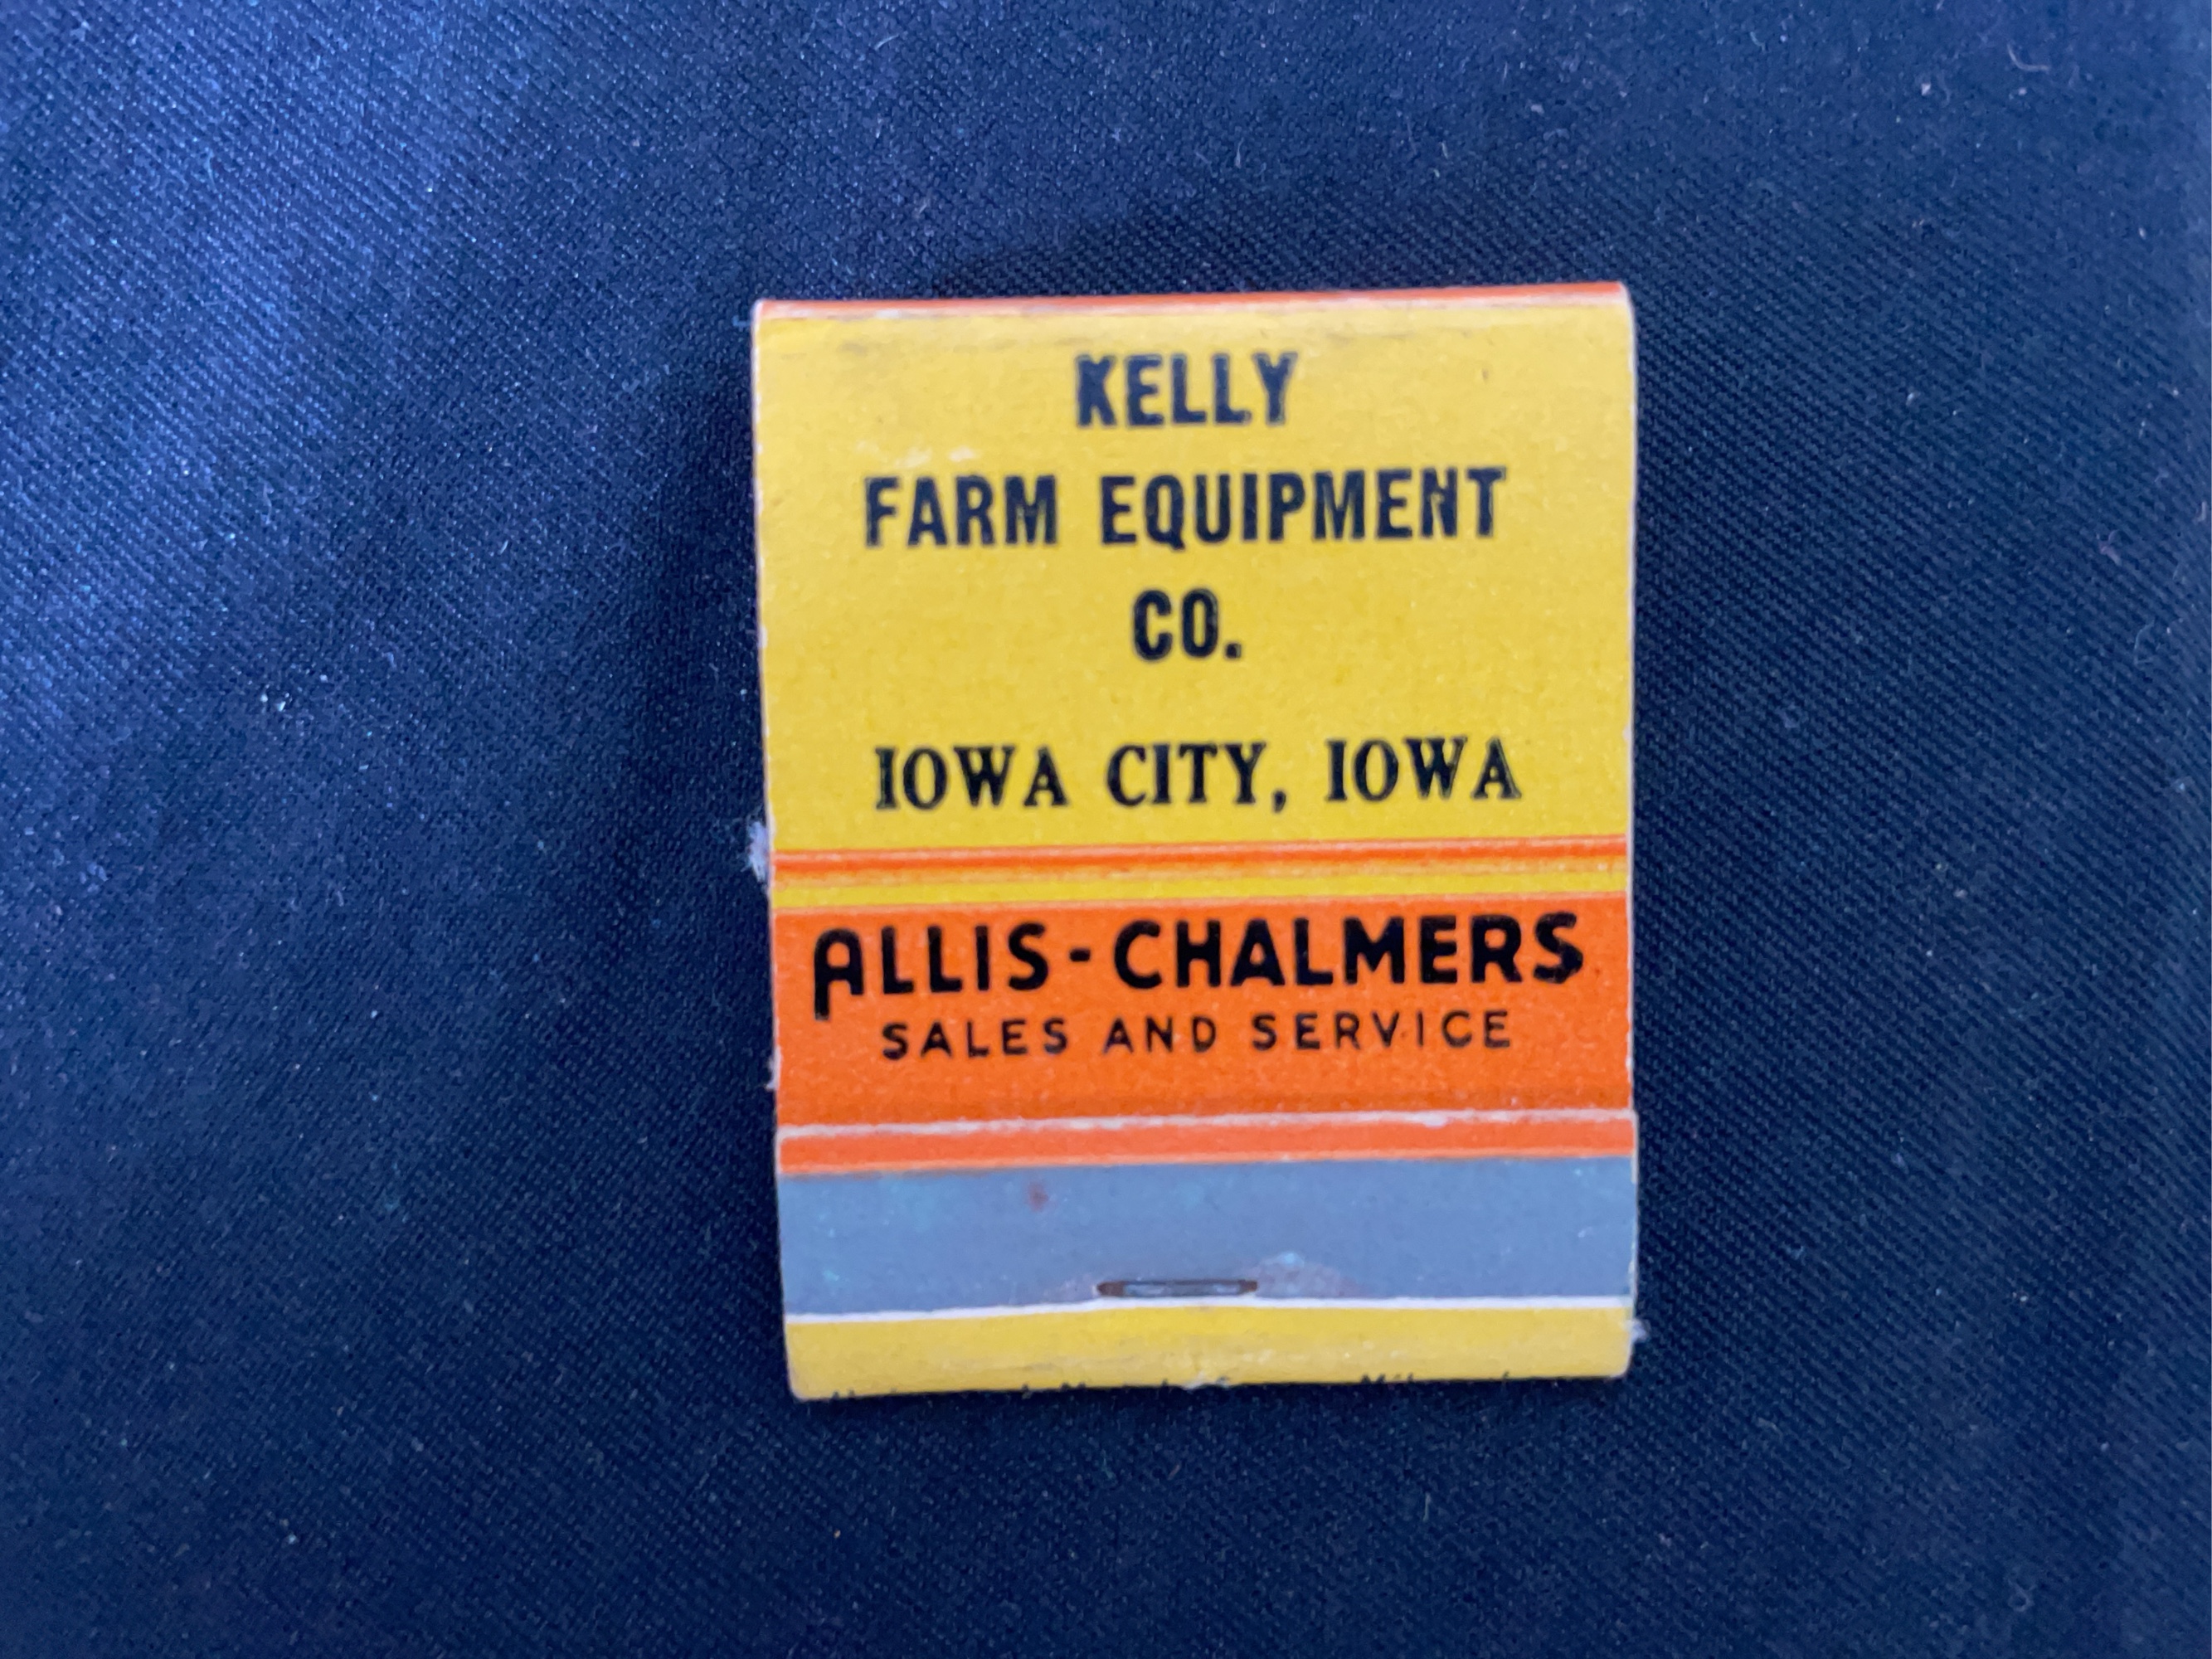 KELLY
FARM EQUIPMENT
CO.
IOWA CITY, IOWA
ALLIS-CHALMERS
SALES AND SERVICE